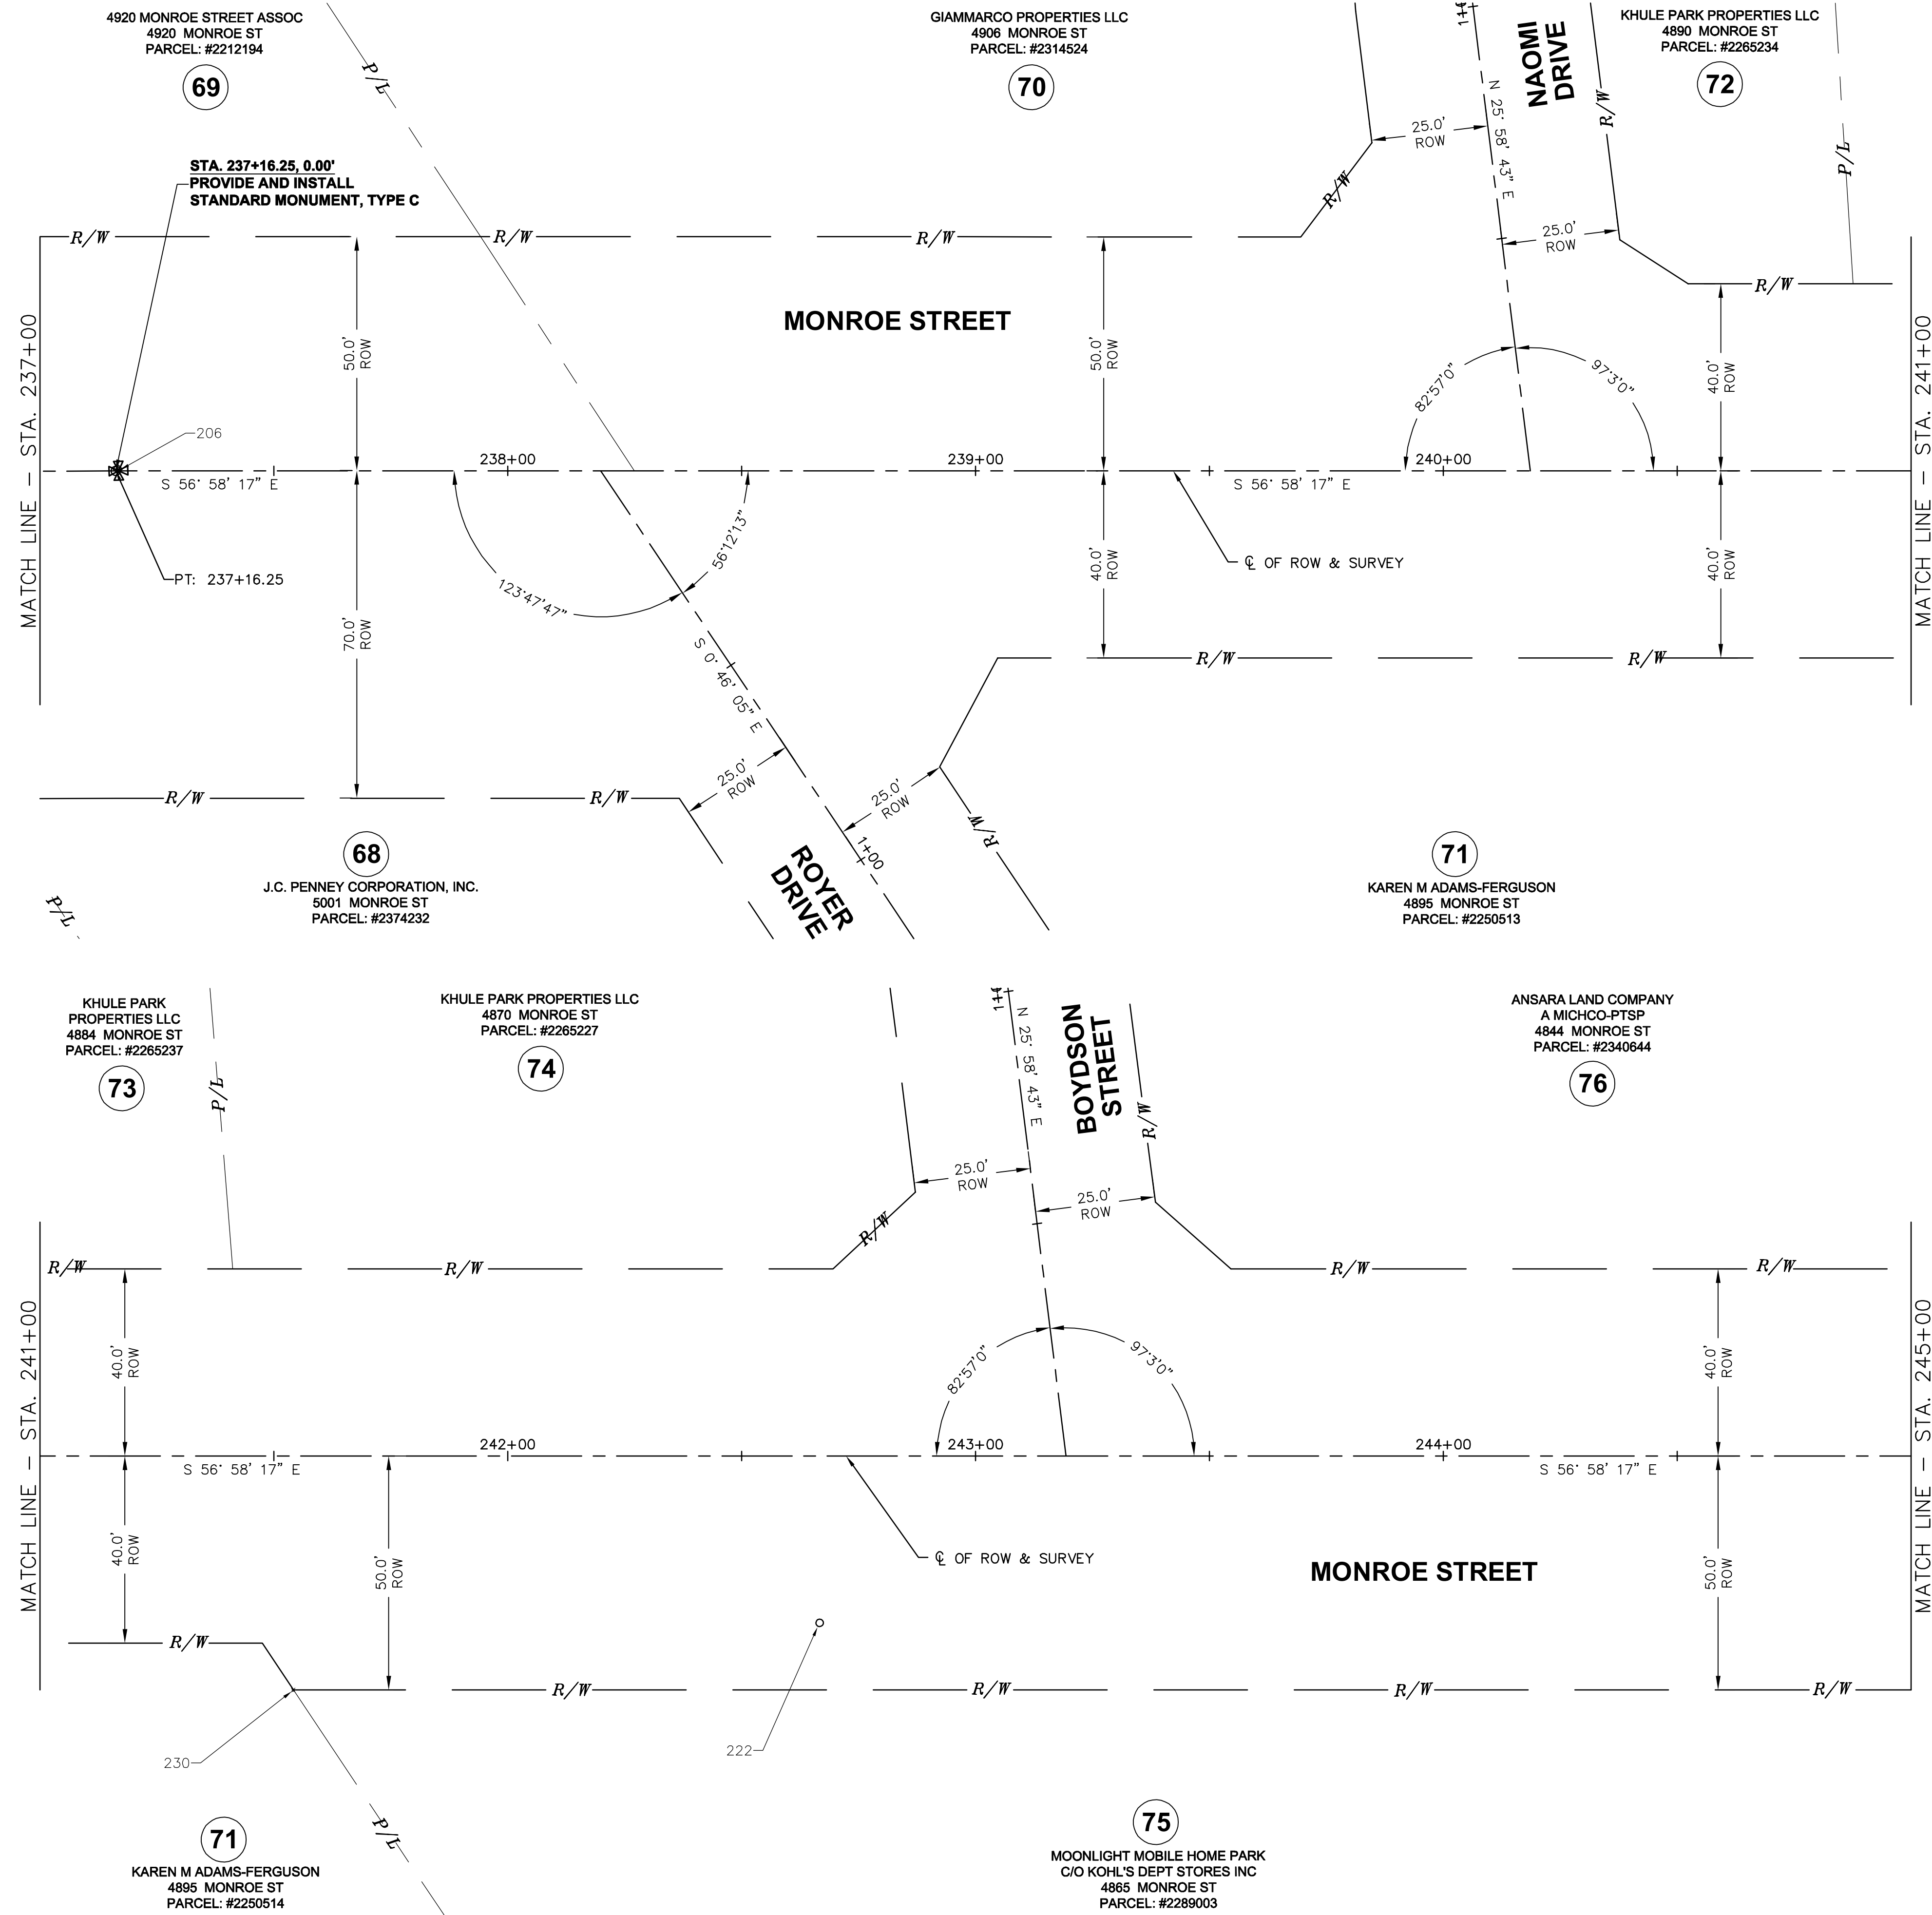 4920 MONROE STREET ASSOC
4920 MONROE ST
PARCEL: #2212194
69
P/L
GIAMMARCO PROPERTIES LLC
4906 MONROE ST
PARCEL: #2314524
70
NAOMI
DRIVE
N 25° 58' 43" E
R/W
KHULE PARK PROPERTIES LLC
4890 MONROE ST
PARCEL: #2265234
72
P/L
25.0'
ROW
R/W
25.0'
ROW
STA. 237+16.25, 0.00'
PROVIDE AND INSTALL
STANDARD MONUMENT, TYPE C
R/W
R/W
R/W
R/W
MATCH LINE - STA. 237+00
50.0'
ROW
MONROE STREET
50.0'
ROW
82°57'0"
97°3'0"
40.0'
ROW
MATCH LINE - STA. 241+00
206
238+00
239+00
240+00
S 56° 58' 17" E
S 56° 58' 17" E
PT: 237+16.25
123°47'47"
56°12'13"
℄ OF ROW & SURVEY
70.0'
ROW
40.0'
ROW
40.0'
ROW
S 0° 46' 05" E
R/W
R/W
25.0'
ROW
25.0'
ROW
R/W
R/W
R/W
1+00
ROYER
DRIVE
68
J.C. PENNEY CORPORATION, INC.
5001 MONROE ST
PARCEL: #2374232
P/L
71
KAREN M ADAMS-FERGUSON
4895 MONROE ST
PARCEL: #2250513
KHULE PARK
PROPERTIES LLC
4884 MONROE ST
PARCEL: #2265237
73
P/L
KHULE PARK PROPERTIES LLC
4870 MONROE ST
PARCEL: #2265227
74
N 25° 58' 43" E
BOYDSON
STREET
R/W
ANSARA LAND COMPANY
A MICHCO-PTSP
4844 MONROE ST
PARCEL: #2340644
76
25.0'
ROW
25.0'
ROW
R/W
R/W
R/W
R/W
R/W
MATCH LINE - STA. 241+00
40.0'
ROW
82°57'0"
97°3'0"
40.0'
ROW
MATCH LINE - STA. 245+00
242+00
243+00
244+00
S 56° 58' 17" E
S 56° 58' 17" E
40.0'
ROW
50.0'
ROW
℄ OF ROW & SURVEY
MONROE STREET
50.0'
ROW
R/W
R/W
R/W
R/W
R/W
230
222
P/L
71
KAREN M ADAMS-FERGUSON
4895 MONROE ST
PARCEL: #2250514
75
MOONLIGHT MOBILE HOME PARK
C/O KOHL'S DEPT STORES INC
4865 MONROE ST
PARCEL: #2289003